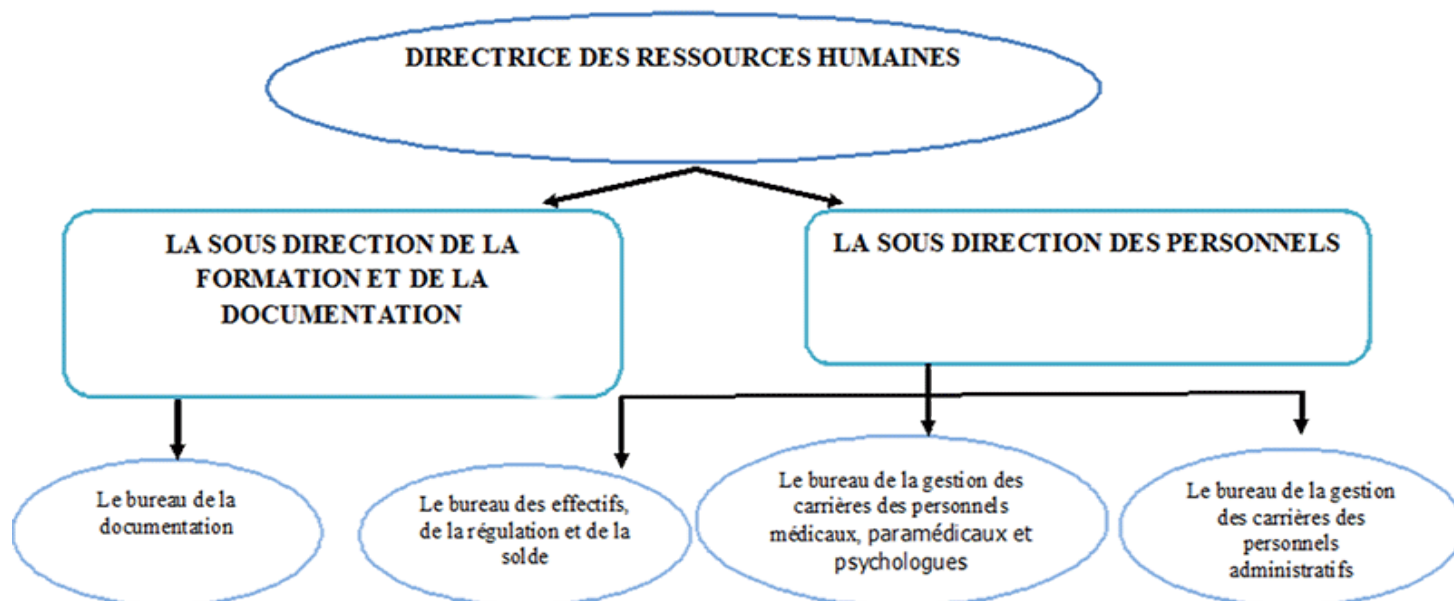 DIRECTRICE DES RESSOURCES HUMAINES
LA SOUS DIRECTION DE LA
FORMATION ET DE LA
DOCUMENTATION
LA SOUS DIRECTION DES PERSONNELS
Le bureau de la
documentation
Le bureau des effectifs,
de la régulation et de la
solde
Le bureau de la gestion des
carrières des personnels
médicaux, paramédicaux et
psychologues
Le bureau de la gestion
des carrières des
personnels
administratifs